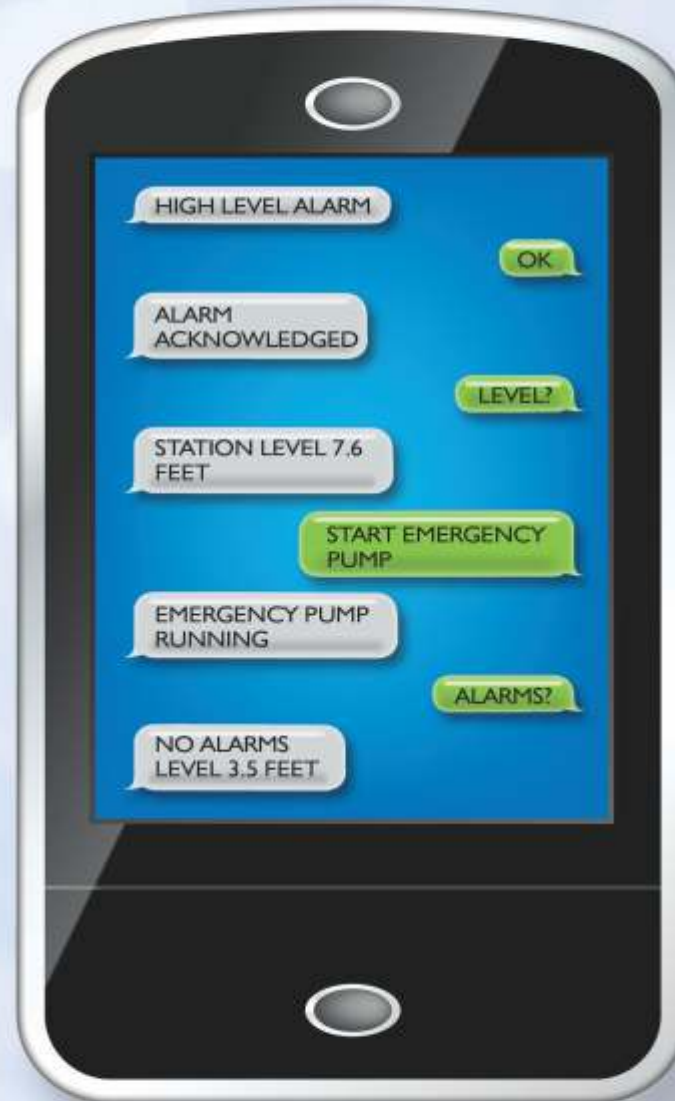 HIGH LEVEL ALARM
OK
ALARM
ACKNOWLEDGED
LEVEL?
STATION LEVEL 7.6
FEET
START EMERGENCY
PUMP
EMERGENCY PUMP
RUNNING
ALARMS?
NO ALARMS
LEVEL 3.5 FEET